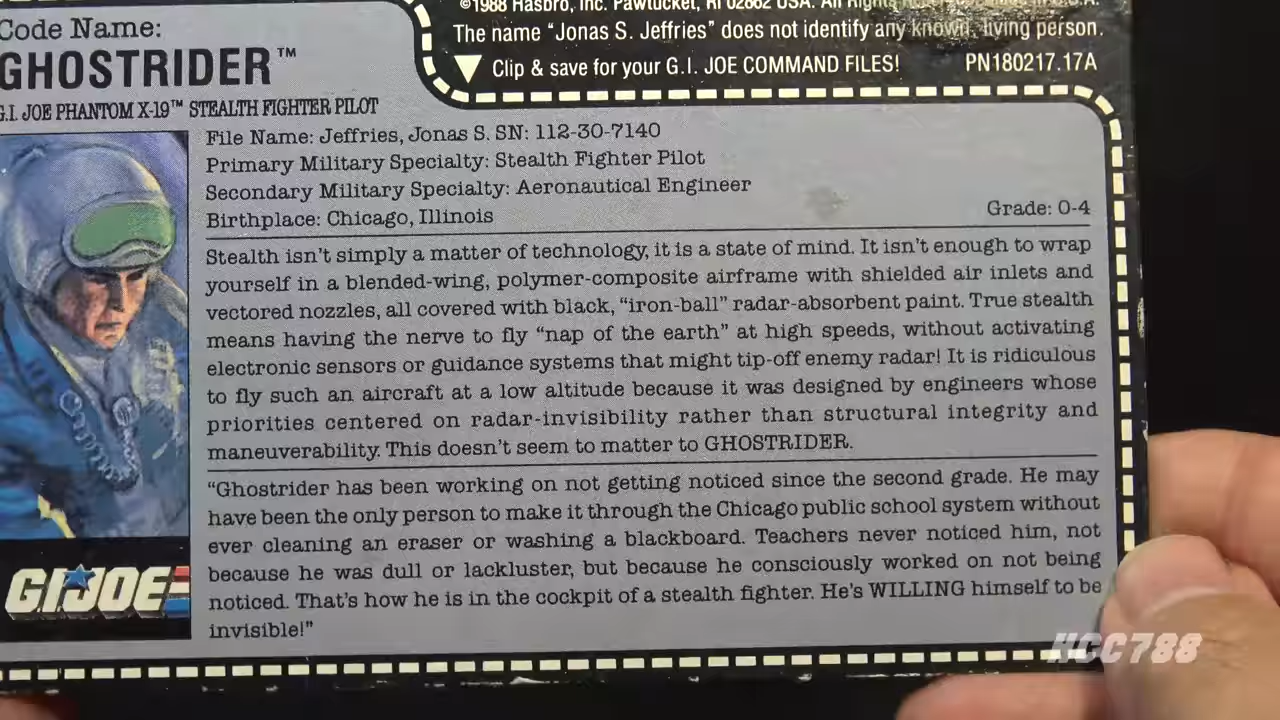 Code Name:
GHOSTRIDER™
G.I. JOE PHANTOM X-19™ STEALTH FIGHTER PILOT
©1988 Hasbro, Inc. Pawtucket, RI 02862 USA. All Rights
The name “Jonas S. Jeffries” does not identify any known, living person.
Clip & save for your G.I. JOE COMMAND FILES! PN180217.17A
File Name: Jeffries, Jonas S. SN: 112-30-7140
Primary Military Specialty: Stealth Fighter Pilot
Secondary Military Specialty: Aeronautical Engineer
Birthplace: Chicago, Illinois Grade: O-4
Stealth isn’t simply a matter of technology, it is a state of mind. It isn’t enough to wrap
yourself in a blended-wing, polymer-composite airframe with shielded air inlets and
vectored nozzles, all covered with black, “iron-ball” radar-absorbent paint. True stealth
means having the nerve to fly “nap of the earth” at high speeds, without activating
electronic sensors or guidance systems that might tip-off enemy radar! It is ridiculous
to fly such an aircraft at a low altitude because it was designed by engineers whose
priorities centered on radar-invisibility rather than structural integrity and
maneuverability. This doesn’t seem to matter to GHOSTRIDER.
“Ghostrider has been working on not getting noticed since the second grade. He may
have been the only person to make it through the Chicago public school system without
ever cleaning an eraser or washing a blackboard. Teachers never noticed him, not
because he was dull or lackluster, but because he consciously worked on not being
noticed. That’s how he is in the cockpit of a stealth fighter. He’s WILLING himself to be
invisible!”
G.I. JOE
HCC788